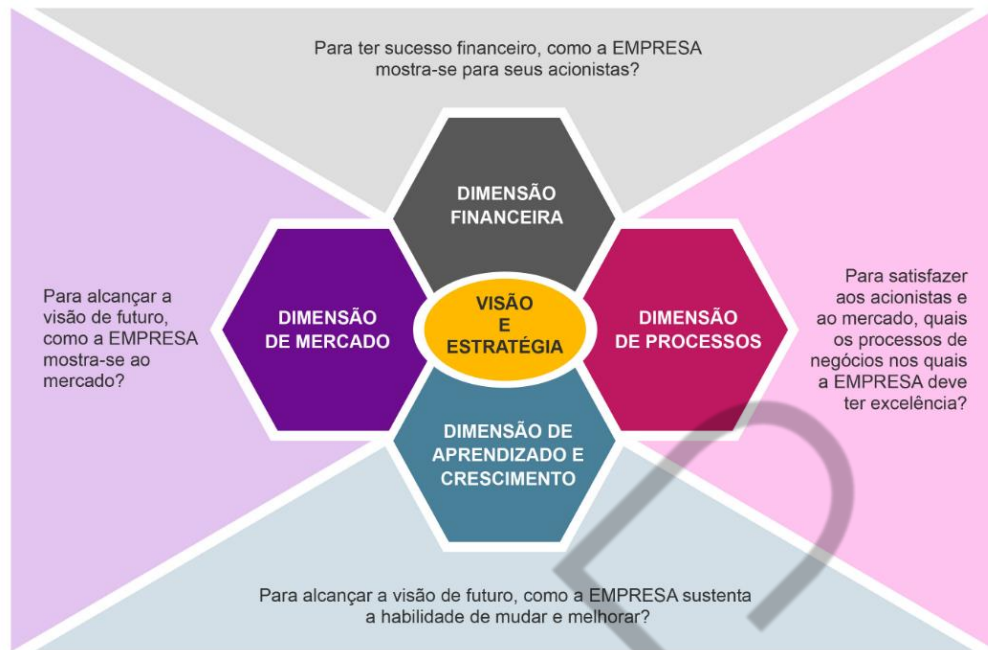 Para ter sucesso financeiro, como a EMPRESA
mostra-se para seus acionistas?
DIMENSÃO
FINANCEIRA
Para alcançar a
visão de futuro,
como a EMPRESA
mostra-se ao
mercado?
DIMENSÃO
DE MERCADO
VISÃO
E
ESTRATÉGIA
DIMENSÃO
DE PROCESSOS
Para satisfazer
aos acionistas e
ao mercado, quais
os processos de
negócios nos quais
a EMPRESA deve
ter excelência?
DIMENSÃO DE
APRENDIZADO E
CRESCIMENTO
Para alcançar a visão de futuro, como a EMPRESA sustenta
a habilidade de mudar e melhorar?